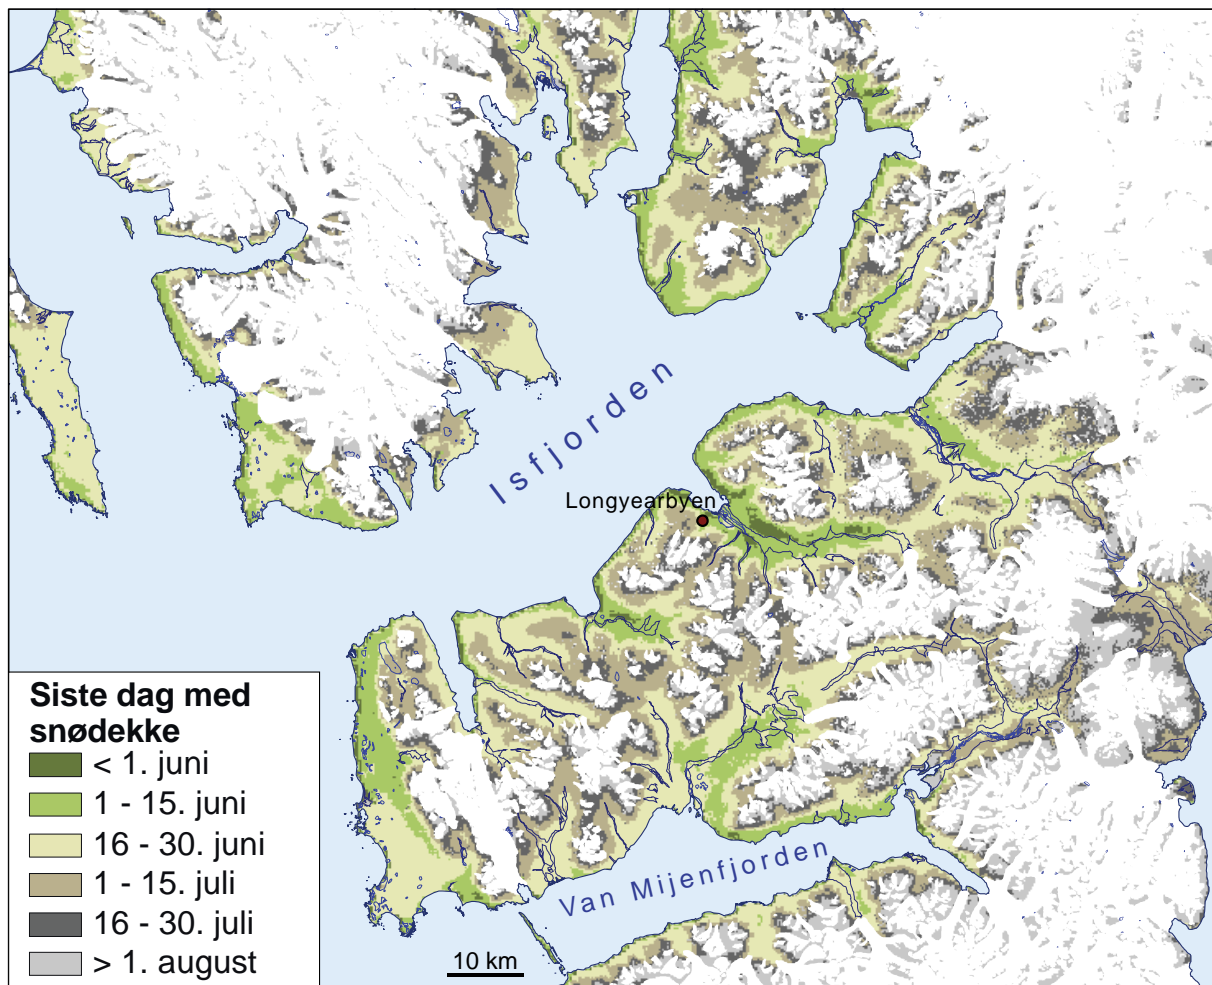 Isfjorden
Longyearbyen
Van Mijenfjorden
Siste dag med
snødekke
< 1. juni
1 - 15. juni
16 - 30. juni
1 - 15. juli
16 - 30. juli
> 1. august
10 km